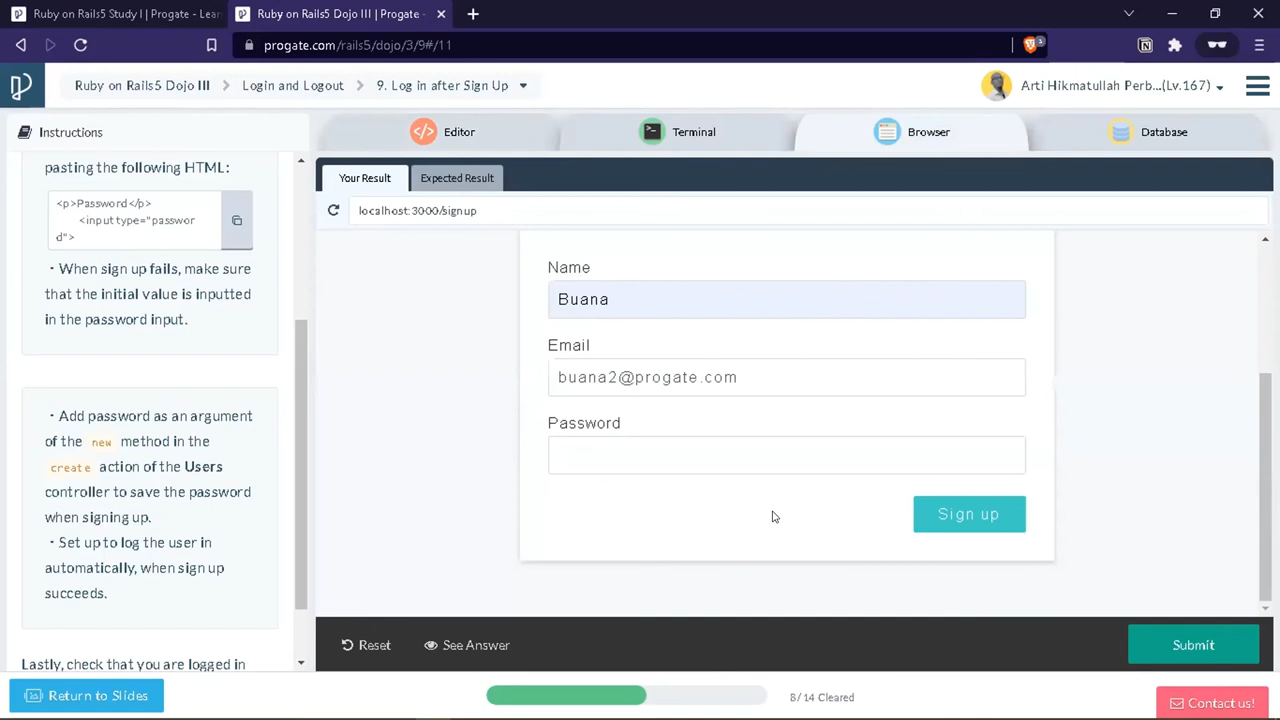 Ruby on Rails5 Study I | Progate - Lear
Ruby on Rails5 Dojo III | Progate -
progate.com/rails5/dojo/3/9#/11
Ruby on Rails5 Dojo III
Login and Logout
9. Log in after Sign Up
Arti Hikmatullah Perb...(Lv.167)
Instructions
Editor
Terminal
Browser
Database
pasting the following HTML:
<p>Password</p>
<input type="passwor
d">
・When sign up fails, make sure
that the initial value is inputted
in the password input.
・Add password as an argument
of the new method in the
create action of the Users
controller to save the password
when signing up.
・Set up to log the user in
automatically, when sign up
succeeds.
Lastly, check that you are logged in
Your Result
Expected Result
localhost:3000/signup
Name
Buana
Email
buana2@progate.com
Password
Sign up
Reset
See Answer
Submit
Return to Slides
8/14 Cleared
Contact us!